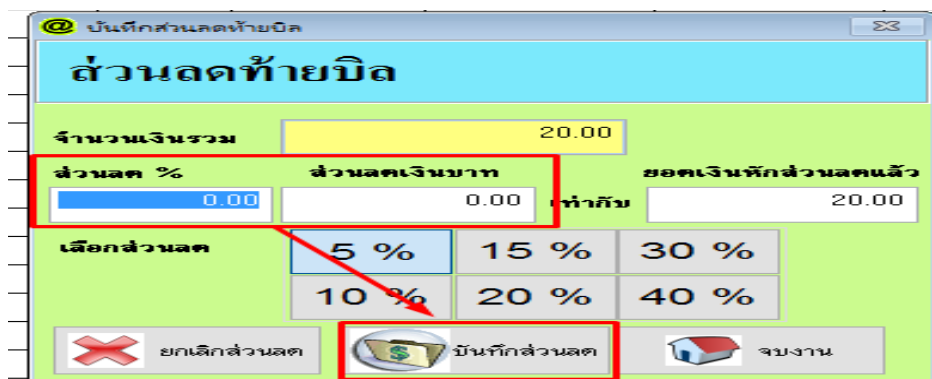 @ บันทึกส่วนลดท้ายบิล
ส่วนลดท้ายบิล
จำนวนเงินรวม 20.00
ส่วนลด % ส่วนลดเงินบาท ยอดเงินหักส่วนลดแล้ว
0.00 0.00 เท่ากับ 20.00
เลือกส่วนลด 5 % 15 % 30 %
10 % 20 % 40 %
ยกเลิกส่วนลด $ บันทึกส่วนลด จบงาน